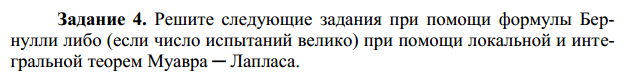 Задание 4. Решите следующие задания при помощи формулы Бер-
нулли либо (если число испытаний велико) при помощи локальной и инте-
гральной теорем Муавра ─ Лапласа.